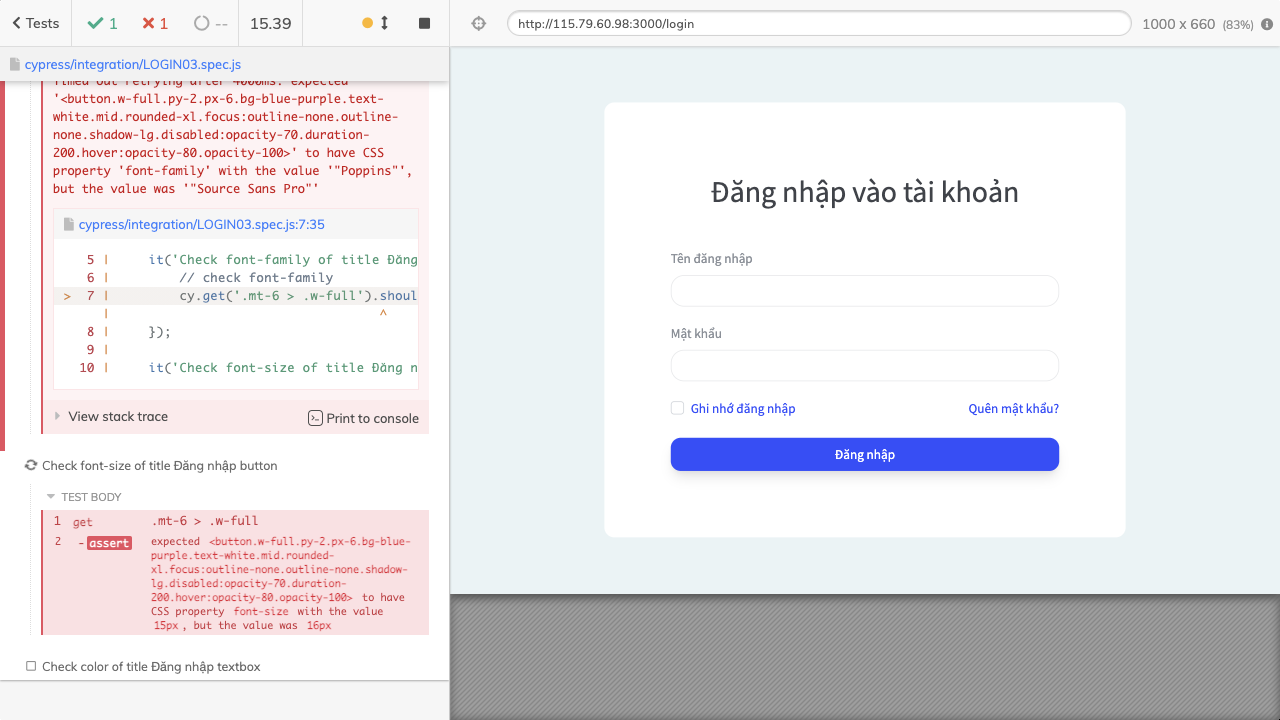 Tests
1
1
--
15.39
http://115.79.60.98:3000/login
1000 x 660 (83%)
cypress/integration/LOGIN03.spec.js
Timed out retrying after 4000ms: expected
'<button.w-full.py-2.px-6.bg-blue-purple.text-
white.mid.rounded-xl.focus:outline-none.outline-
none.shadow-lg.disabled:opacity-70.duration-
200.hover:opacity-80.opacity-100>' to have CSS
property 'font-family' with the value '"Poppins"',
but the value was '"Source Sans Pro"'
cypress/integration/LOGIN03.spec.js:7:35
5 | it('Check font-family of title Đăng
6 | // check font-family
> 7 | cy.get('.mt-6 > .w-full').shoul
| ^
8 | });
9 |
10 | it('Check font-size of title Đăng n
View stack trace
Print to console
Check font-size of title Đăng nhập button
TEST BODY
1 get .mt-6 > .w-full
2 -assert expected <button.w-full.py-2.px-6.bg-blue-
purple.text-white.mid.rounded-
xl.focus:outline-none.outline-none.shadow-
lg.disabled:opacity-70.duration-
200.hover:opacity-80.opacity-100> to have
CSS property font-size with the value
15px, but the value was 16px
Check color of title Đăng nhập textbox
Đăng nhập vào tài khoản
Tên đăng nhập
Mật khẩu
Ghi nhớ đăng nhập
Quên mật khẩu?
Đăng nhập